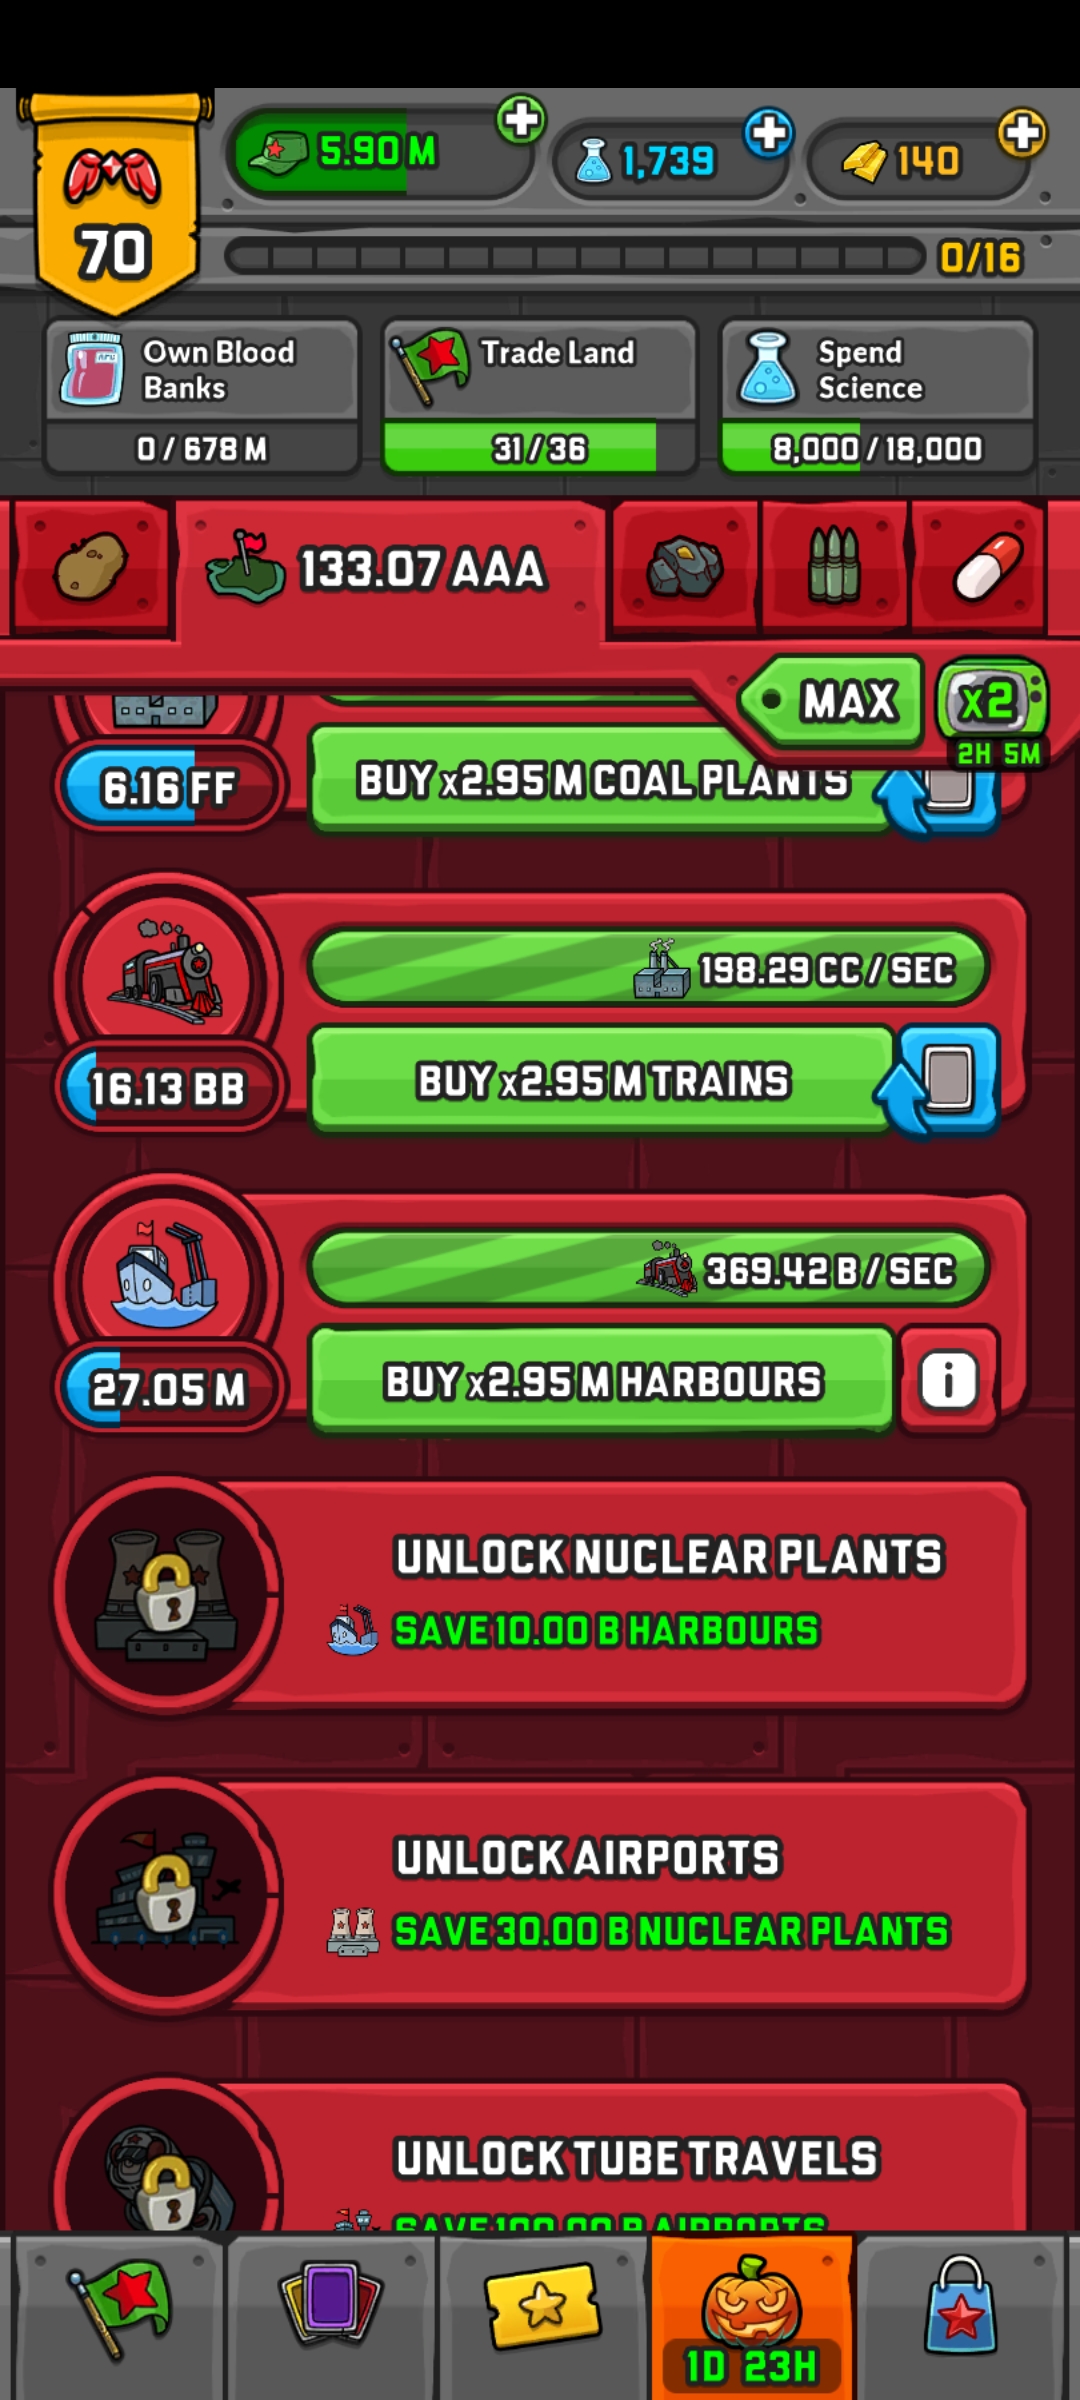 5.90 M
1,739
140
70
0/16
Own Blood
Banks
0 / 678 M
Trade Land
31 / 36
Spend
Science
8,000 / 18,000
133.07 AAA
MAX
x2
2H 5M
6.16 FF
BUY x2.95 M COAL PLANTS
198.29 CC / SEC
16.13 BB
BUY x2.95 M TRAINS
369.42 B / SEC
27.05 M
BUY x2.95 M HARBOURS
i
UNLOCK NUCLEAR PLANTS
SAVE 10.00 B HARBOURS
UNLOCK AIRPORTS
SAVE 30.00 B NUCLEAR PLANTS
UNLOCK TUBE TRAVELS
SAVE 100.00 B AIRPORTS
1D 23H